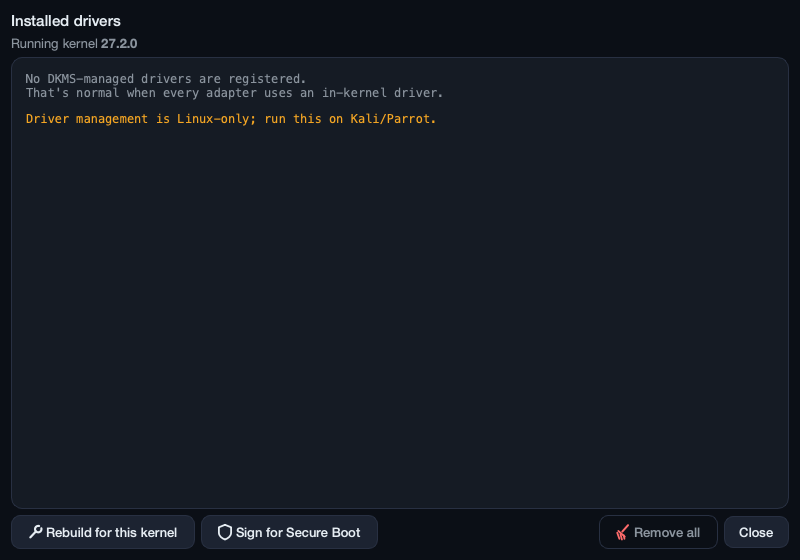 Installed drivers
Running kernel 27.2.0
No DKMS-managed drivers are registered.
That's normal when every adapter uses an in-kernel driver.
Driver management is Linux-only; run this on Kali/Parrot.
Rebuild for this kernel
Sign for Secure Boot
Remove all
Close